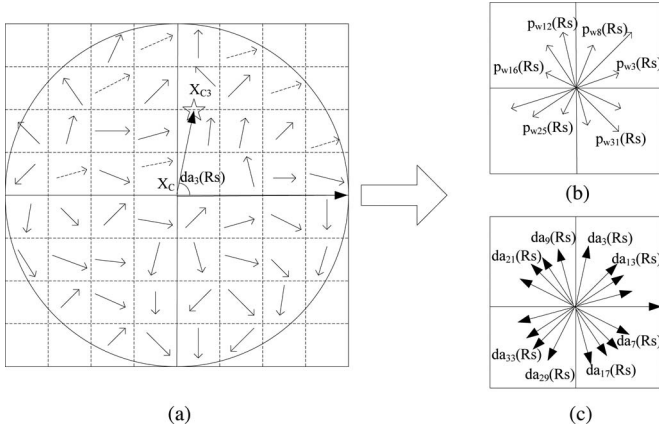 X_C3
X_C
da_3(Rs)
(a)
p_w12(Rs)
p_w8(Rs)
p_w16(Rs)
p_w3(Rs)
p_w25(Rs)
p_w31(Rs)
(b)
da_9(Rs)
da_3(Rs)
da_21(Rs)
da_13(Rs)
da_33(Rs)
da_7(Rs)
da_29(Rs)
da_17(Rs)
(c)